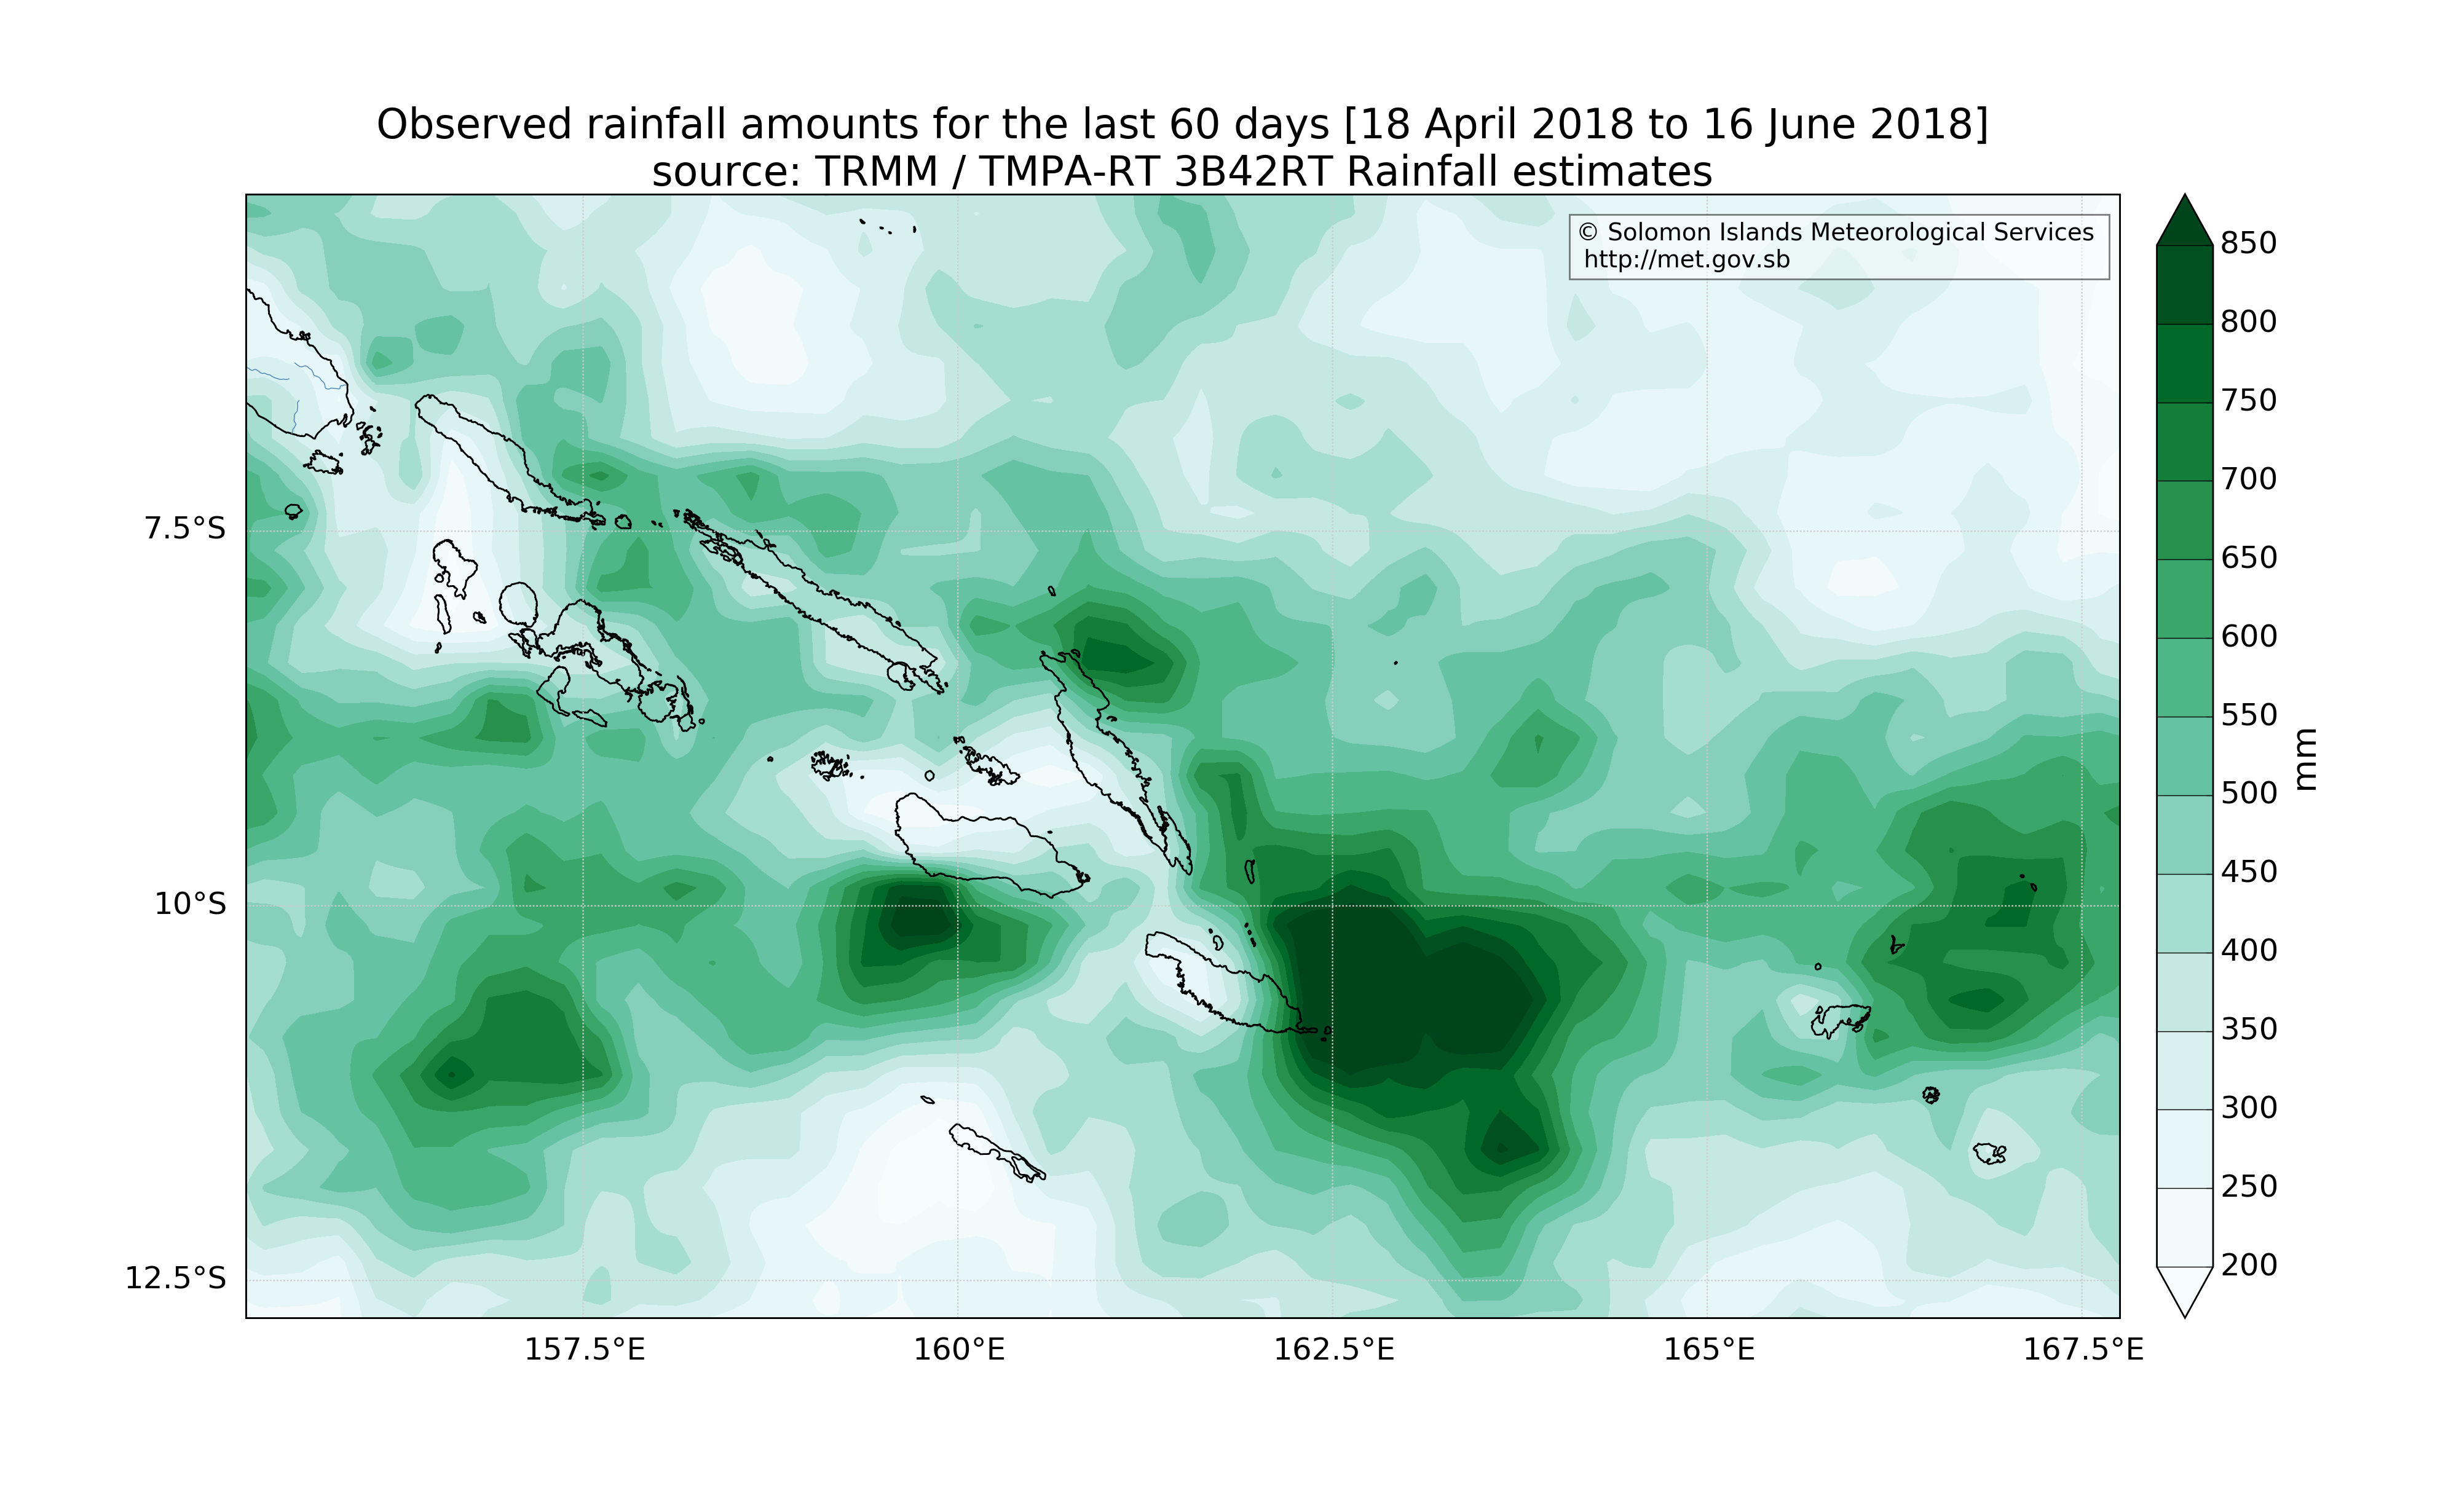 Observed rainfall amounts for the last 60 days [18 April 2018 to 16 June 2018]
source: TRMM / TMPA-RT 3B42RT Rainfall estimates
© Solomon Islands Meteorological Services
http://met.gov.sb
850
800
750
700
650
600
550
500
450
400
350
300
250
200
mm
7.5°S
10°S
12.5°S
157.5°E
160°E
162.5°E
165°E
167.5°E